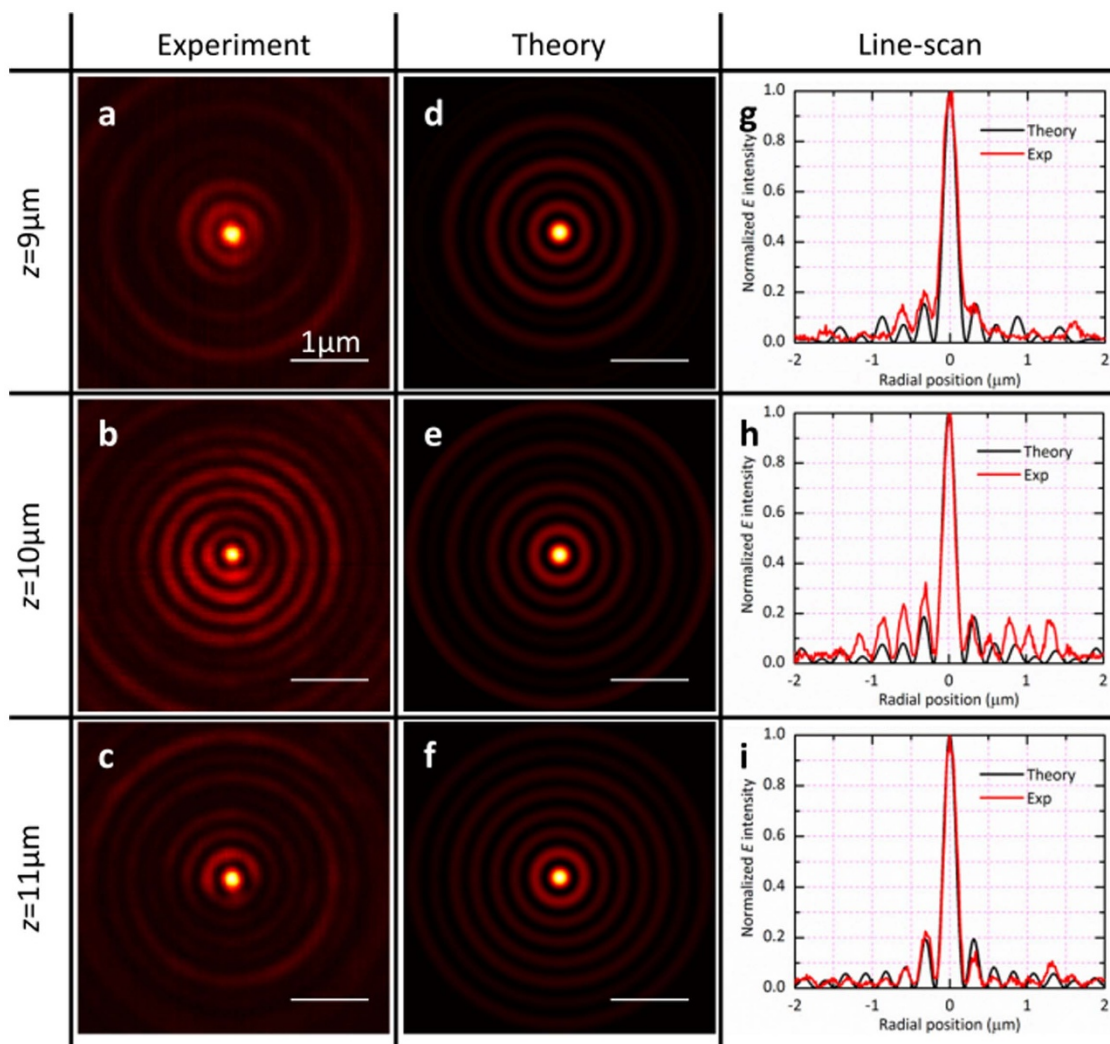 Experiment Theory Line-scan
z=9µm
a
1µm
d
g
Theory
Exp
Normalized E intensity
1.0
0.8
0.6
0.4
0.2
0.0
-2 -1 0 1 2
Radial position (µm)
z=10µm
b
e
h
Theory
Exp
Normalized E intensity
1.0
0.8
0.6
0.4
0.2
0.0
-2 -1 0 1 2
Radial position (µm)
z=11µm
c
f
i
Theory
Exp
Normalized E intensity
1.0
0.8
0.6
0.4
0.2
0.0
-2 -1 0 1 2
Radial position (µm)